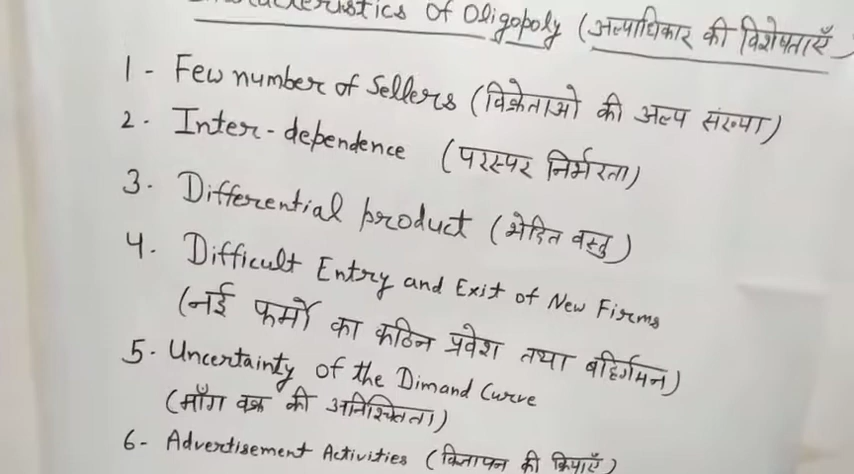 Characteristics Of Oligopoly (अल्पाधिकार की विशेषताएँ)
1 - Few number of Sellers (विक्रेताओ की अल्प संख्या)
2. Inter-dependence (परस्पर निर्भरता)
3. Differential product (भेदित वस्तु)
4. Difficult Entry and Exit of New Firms
(नई फर्मो का कठिन प्रवेश तथा बहिर्गमन)
5. Uncertainty of the Dimand Curve
(माँग वक्र की अनिश्चितता)
6- Advertisement Activities (विज्ञापन की क्रियाएँ)